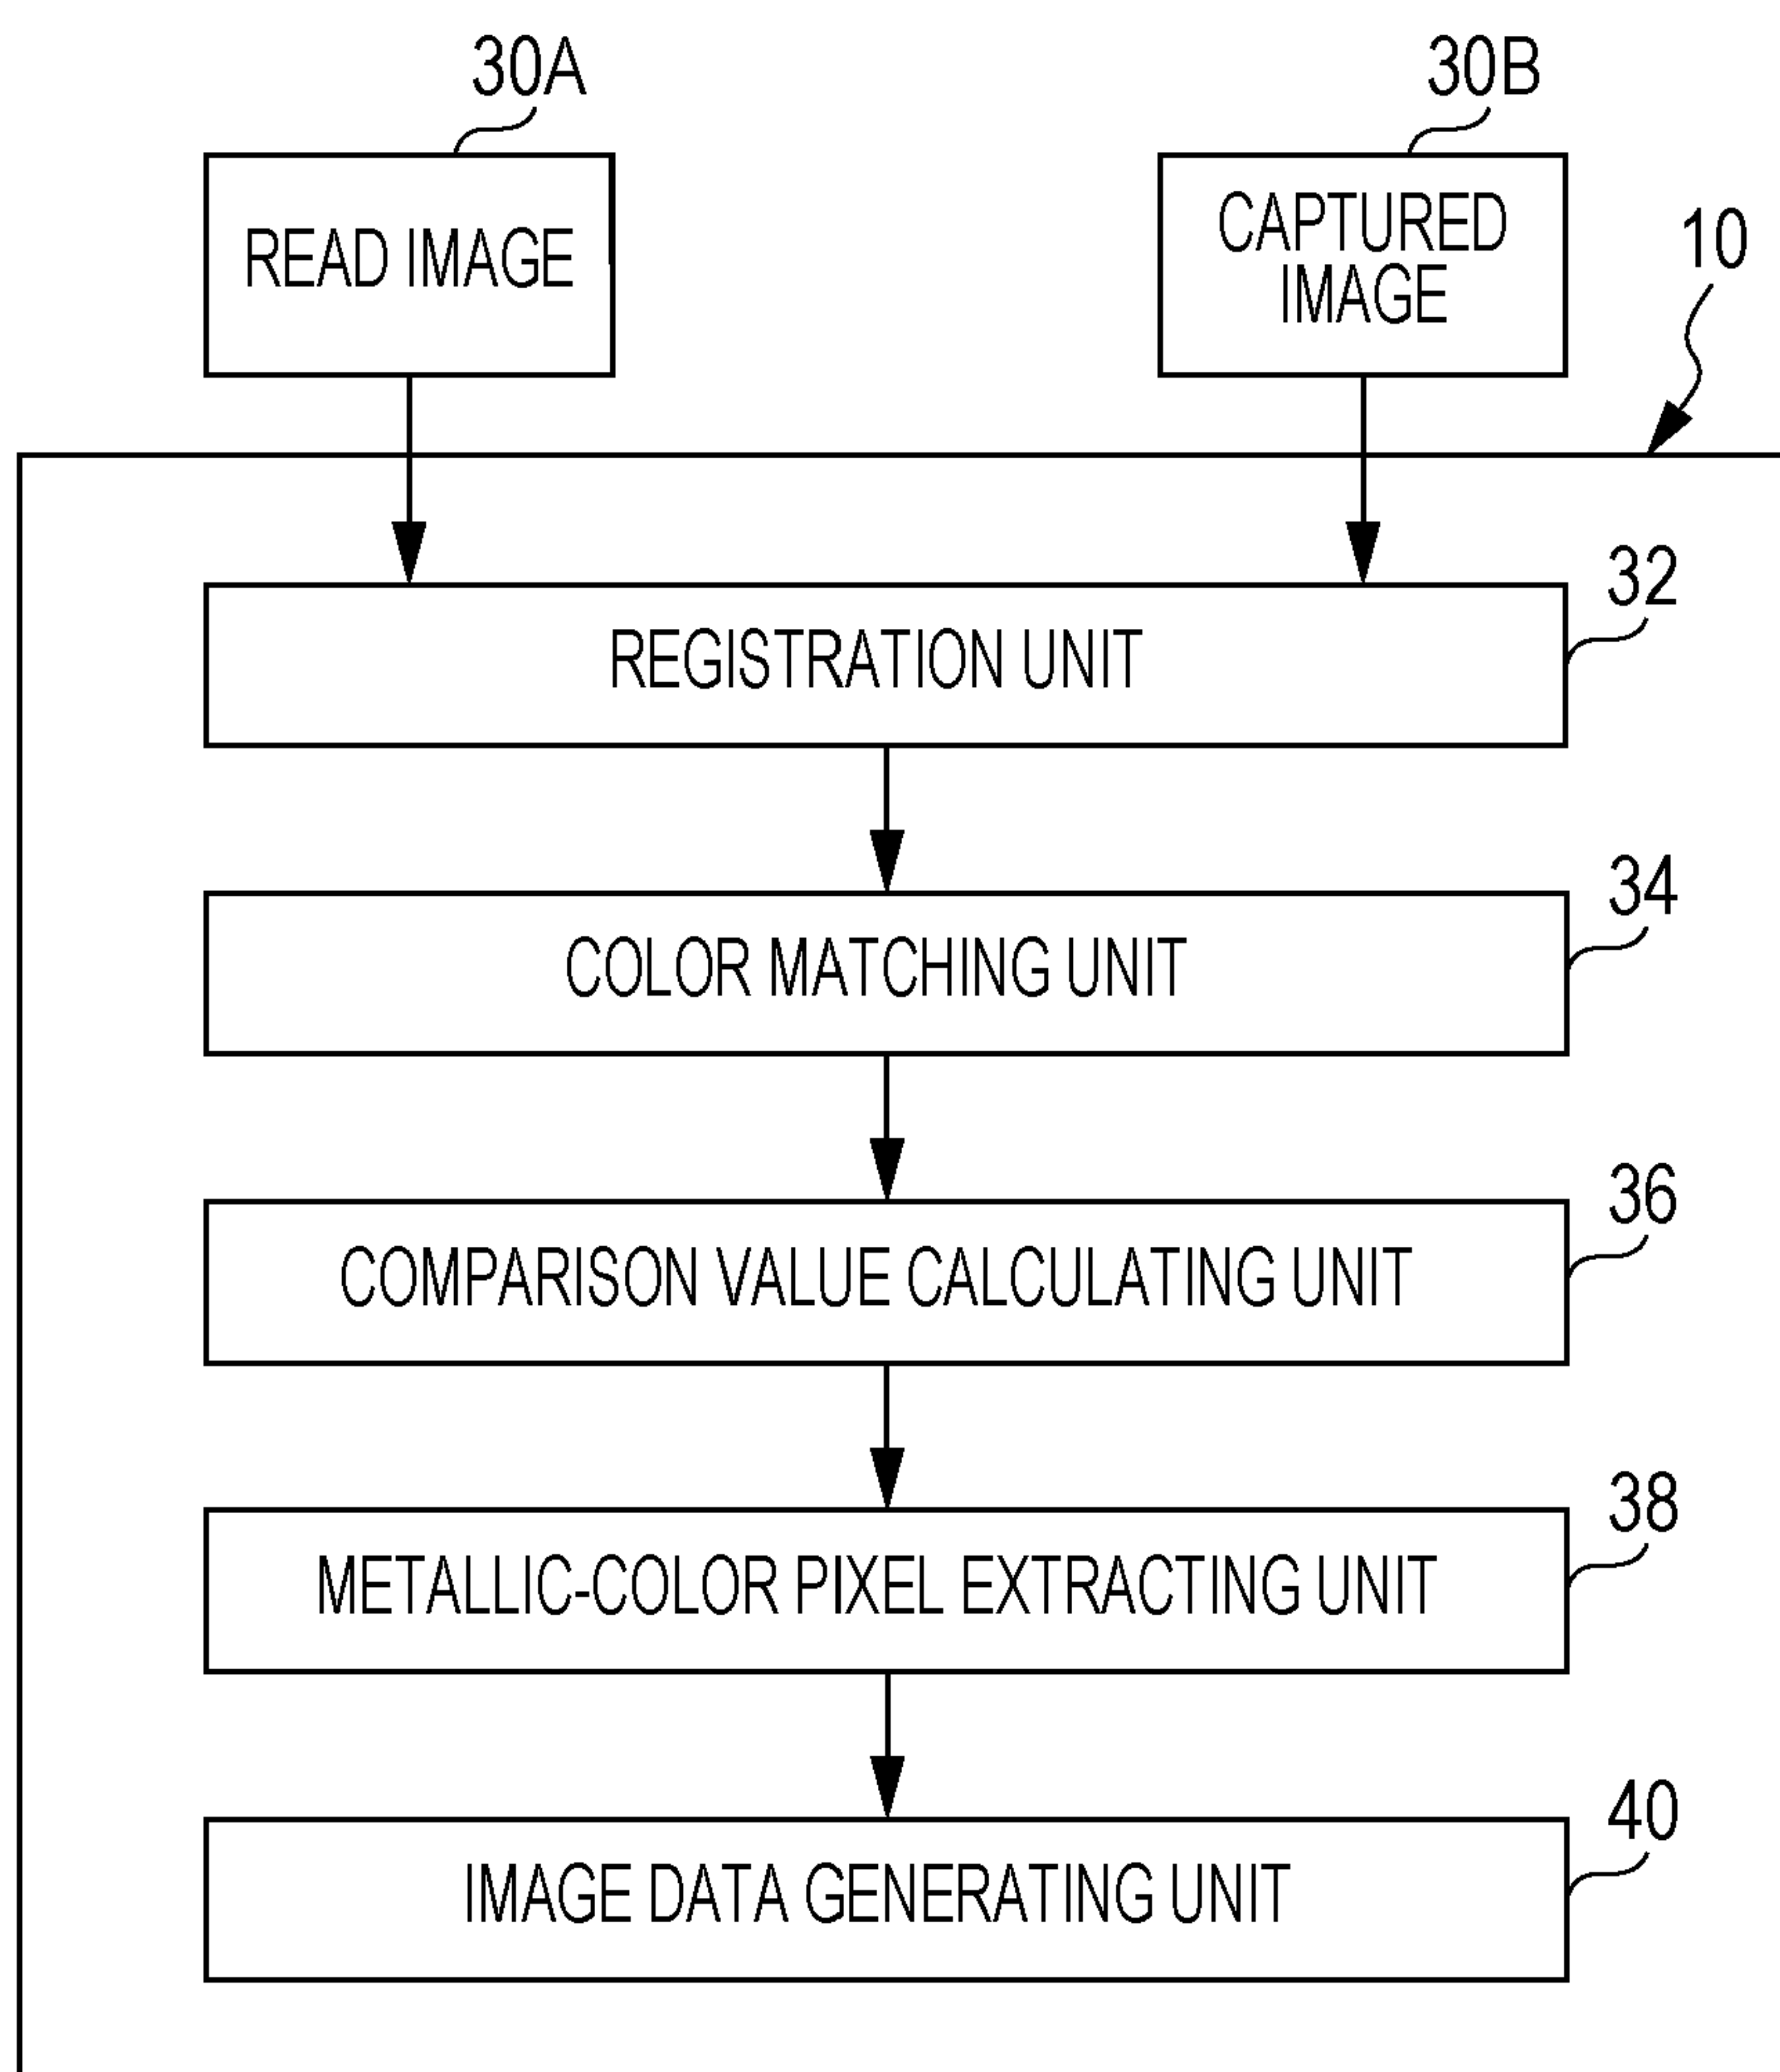 30A
30B
READ IMAGE
CAPTURED
IMAGE
10
REGISTRATION UNIT
32
COLOR MATCHING UNIT
34
COMPARISON VALUE CALCULATING UNIT
36
METALLIC-COLOR PIXEL EXTRACTING UNIT
38
IMAGE DATA GENERATING UNIT
40